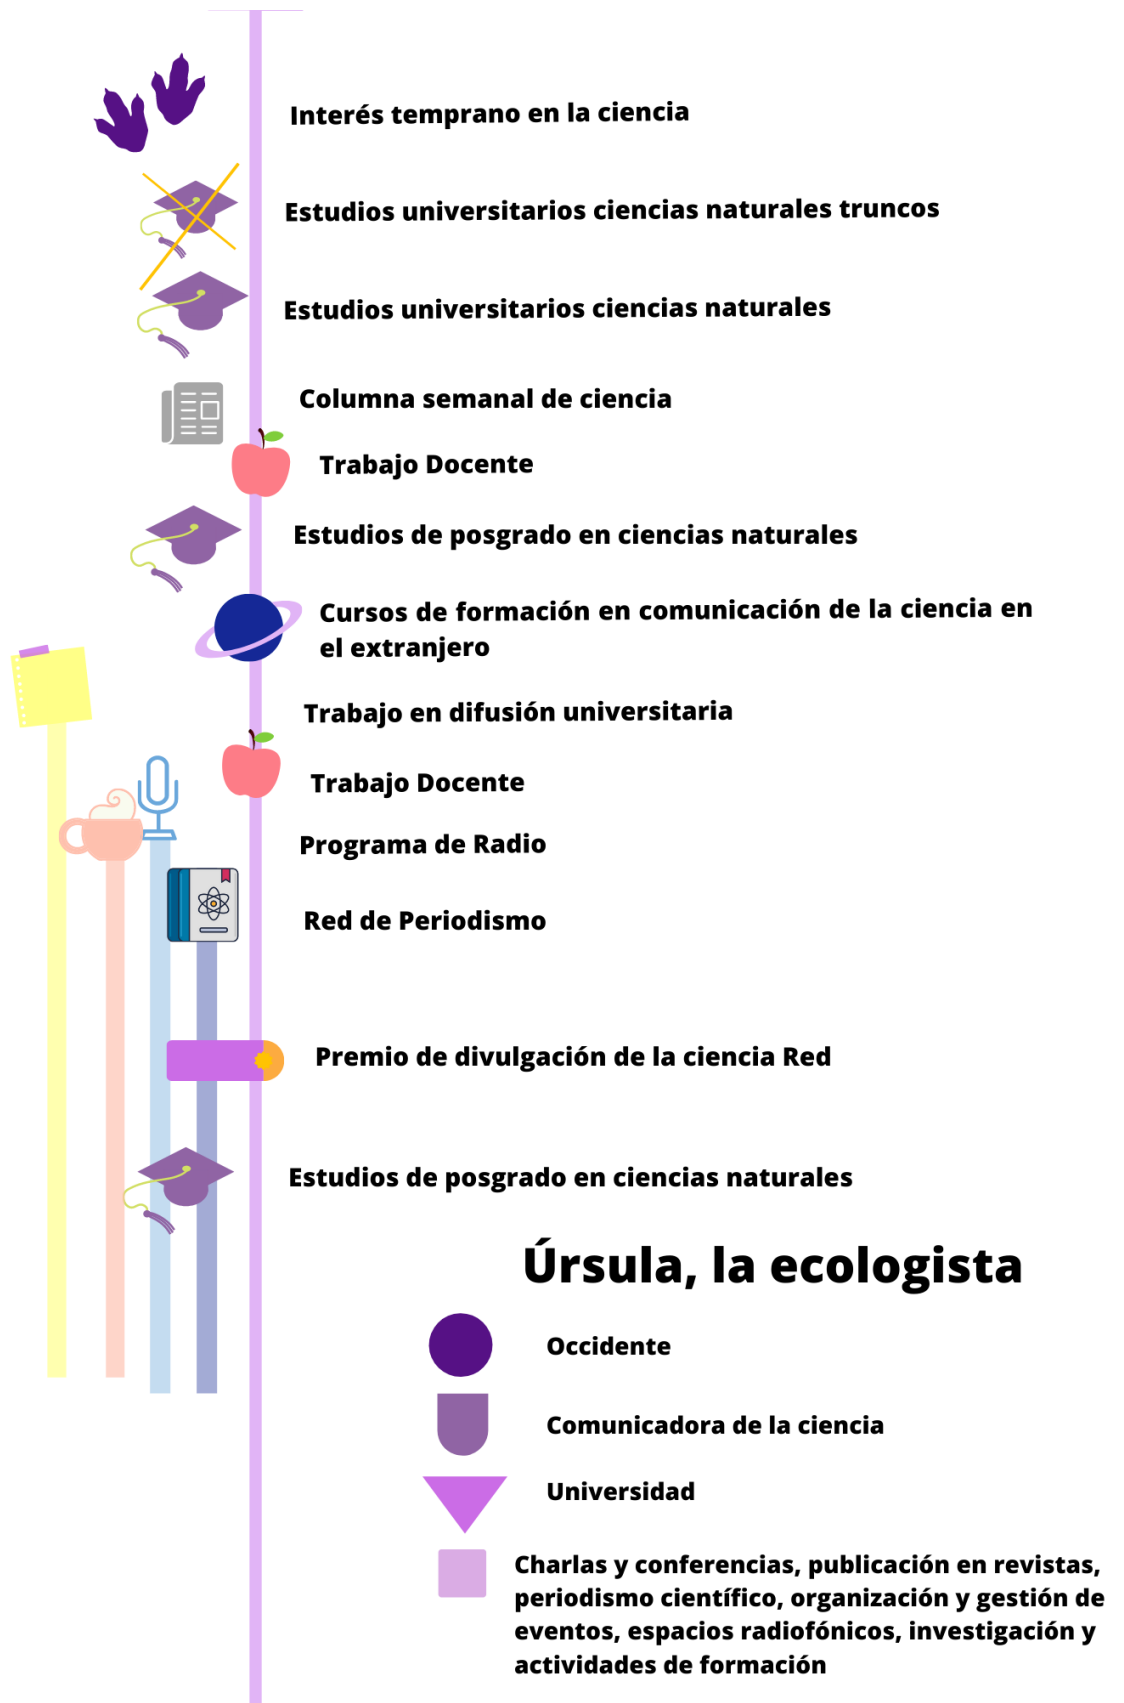 Interés temprano en la ciencia
Estudios universitarios ciencias naturales truncos
Estudios universitarios ciencias naturales
Columna semanal de ciencia
Trabajo Docente
Estudios de posgrado en ciencias naturales
Cursos de formación en comunicación de la ciencia en
el extranjero
Trabajo en difusión universitaria
Trabajo Docente
Programa de Radio
Red de Periodismo
Premio de divulgación de la ciencia Red
Estudios de posgrado en ciencias naturales
Úrsula, la ecologista
Occidente
Comunicadora de la ciencia
Universidad
Charlas y conferencias, publicación en revistas,
periodismo científico, organización y gestión de
eventos, espacios radiofónicos, investigación y
actividades de formación